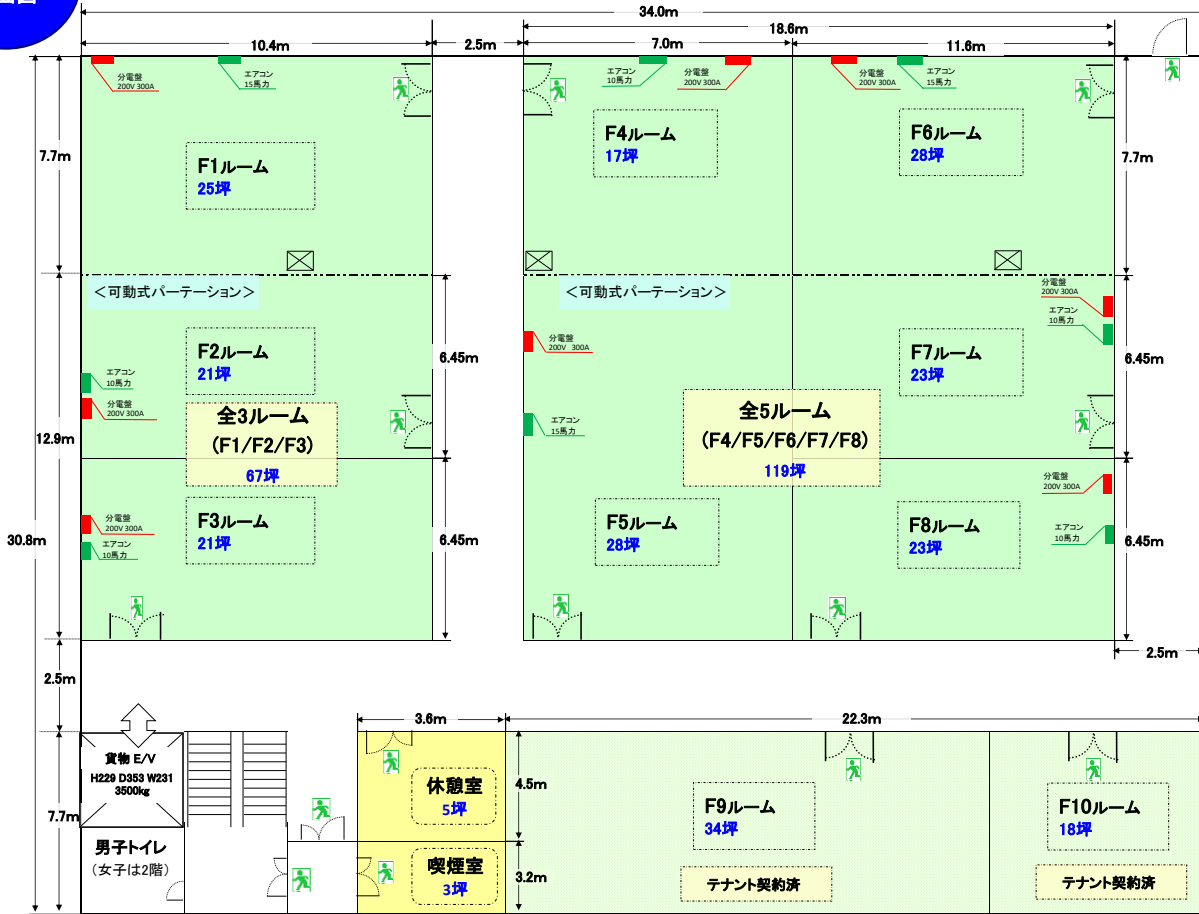 34.0m
18.6m
10.4m
2.5m
7.0m
11.6m
分電盤
200V 300A
エアコン
15馬力
エアコン
10馬力
分電盤
200V 300A
分電盤
200V 300A
エアコン
15馬力
F1ルーム
25坪
F4ルーム
17坪
F6ルーム
28坪
7.7m
7.7m
<可動式パーテーション>
<可動式パーテーション>
分電盤
200V 300A
エアコン
10馬力
F2ルーム
21坪
エアコン
10馬力
分電盤
200V 300A
6.45m
分電盤
200V 300A
エアコン
15馬力
F7ルーム
23坪
6.45m
12.9m
全3ルーム
(F1/F2/F3)
67坪
全5ルーム
(F4/F5/F6/F7/F8)
119坪
30.8m
分電盤
200V 300A
エアコン
10馬力
F3ルーム
21坪
6.45m
F5ルーム
28坪
F8ルーム
23坪
分電盤
200V 300A
エアコン
10馬力
6.45m
2.5m
2.5m
3.6m
22.3m
貨物 E/V
H229 D353 W231
3500kg
7.7m
男子トイレ
(女子は2階)
休憩室
5坪
4.5m
喫煙室
3坪
3.2m
F9ルーム
34坪
テナント契約済
F10ルーム
18坪
テナント契約済